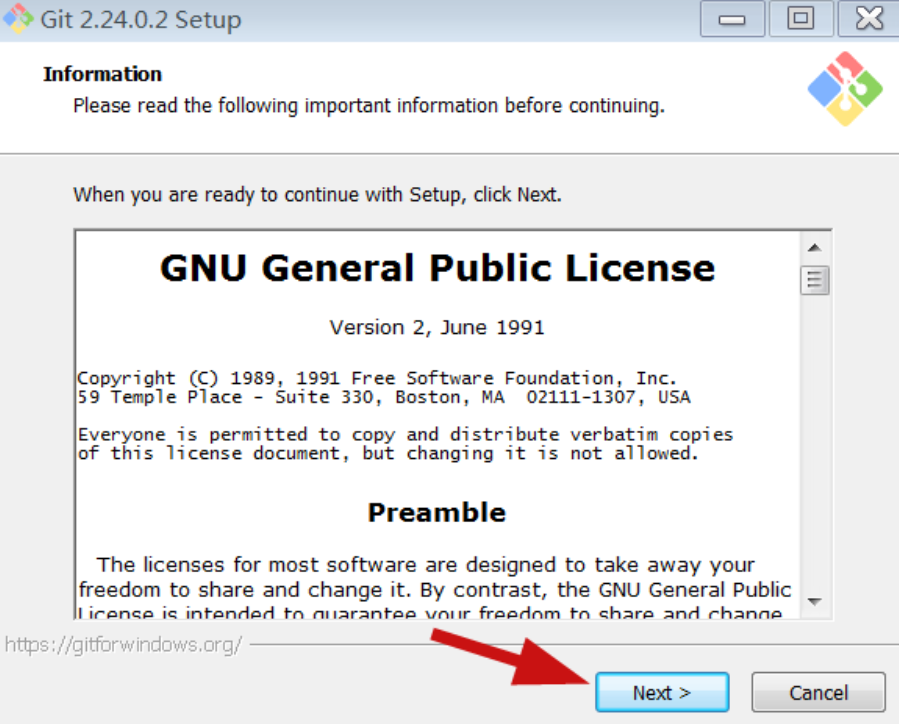 Git 2.24.0.2 Setup
Information
Please read the following important information before continuing.
When you are ready to continue with Setup, click Next.
GNU General Public License
Version 2, June 1991
Copyright (C) 1989, 1991 Free Software Foundation, Inc.
59 Temple Place - Suite 330, Boston, MA  02111-1307, USA
Everyone is permitted to copy and distribute verbatim copies
of this license document, but changing it is not allowed.
Preamble
The licenses for most software are designed to take away your
freedom to share and change it. By contrast, the GNU General Public
License is intended to guarantee your freedom to share and change
https://gitforwindows.org/
Next >
Cancel